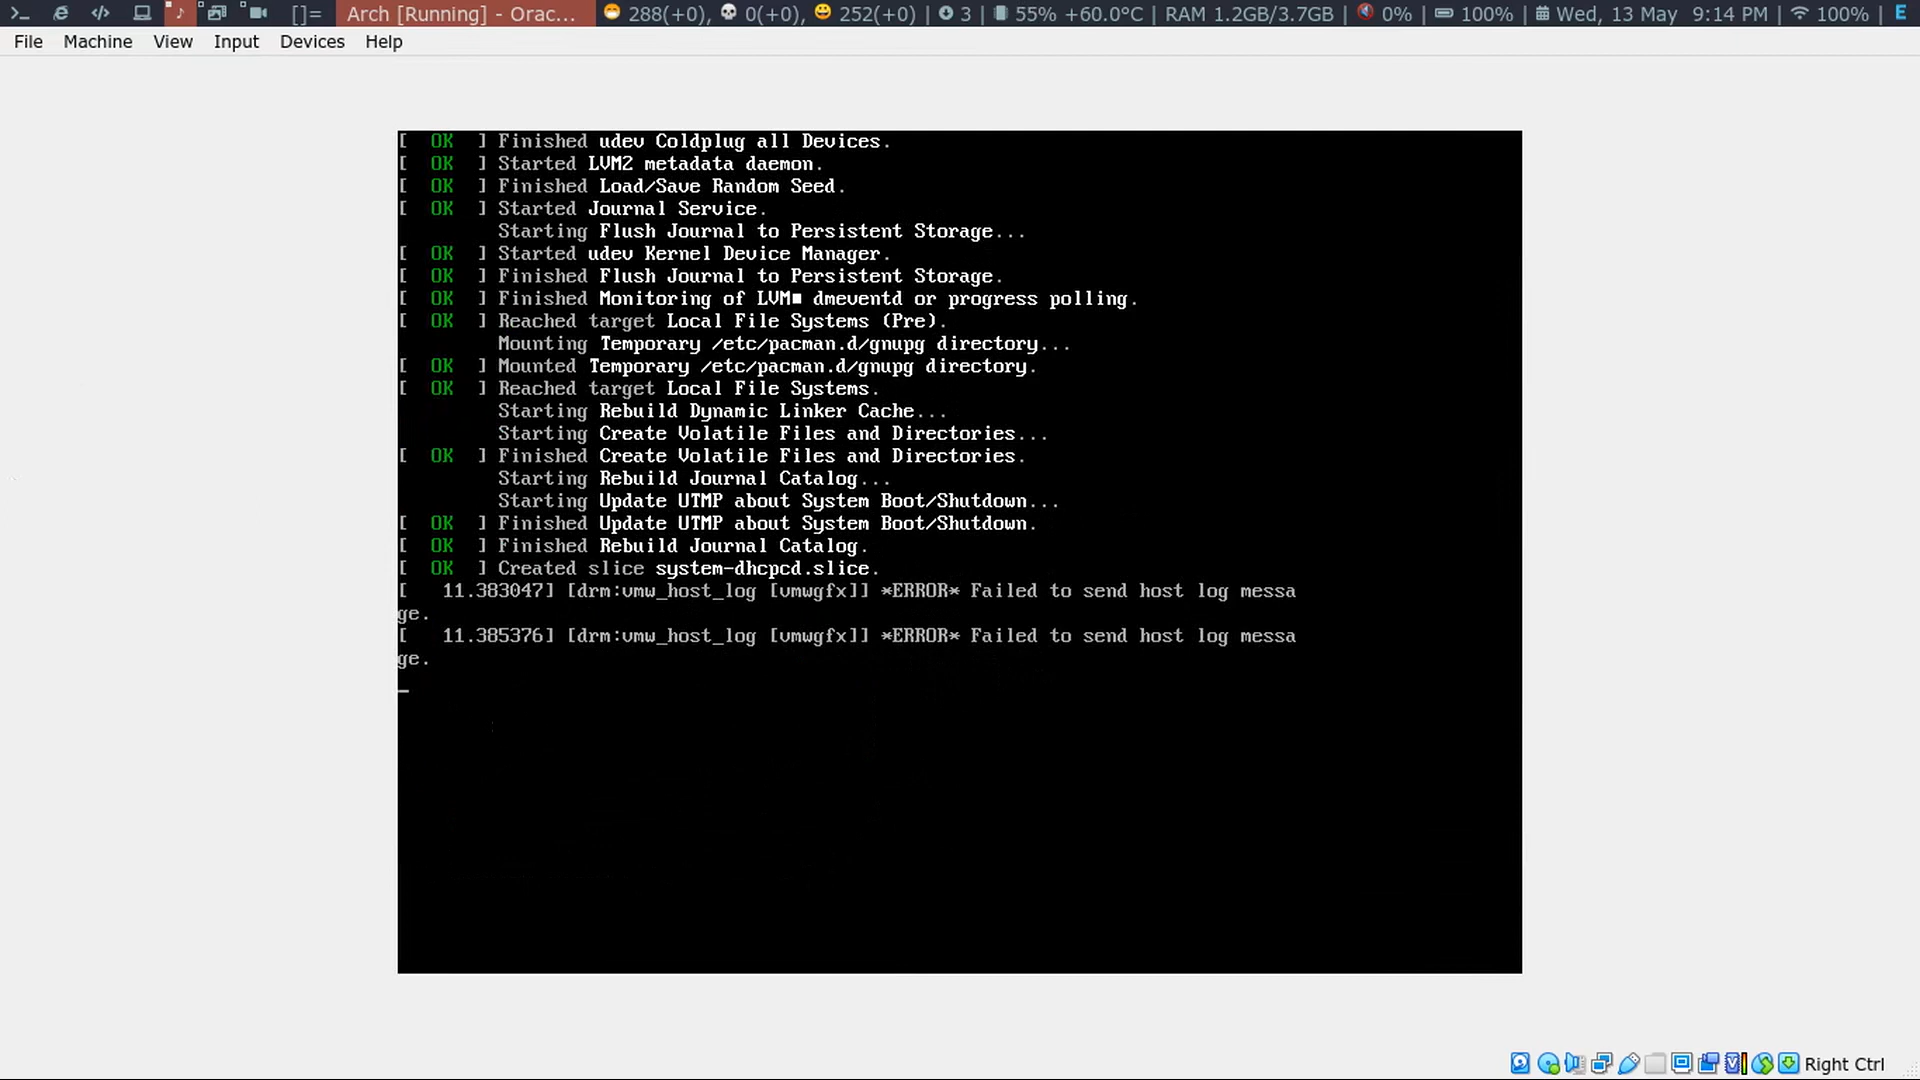 Arch [Running] - Orac... 288(+0), 0(+0), 252(+0) | 3 | 55% +60.0°C | RAM 1.2GB/3.7GB | 0% | 100% | Wed, 13 May 9:14 PM | 100% | E
File Machine View Input Devices Help
[ OK ] Finished udev Coldplug all Devices.
[ OK ] Started LVM2 metadata daemon.
[ OK ] Finished Load/Save Random Seed.
[ OK ] Started Journal Service.
Starting Flush Journal to Persistent Storage...
[ OK ] Started udev Kernel Device Manager.
[ OK ] Finished Flush Journal to Persistent Storage.
[ OK ] Finished Monitoring of LVM■ dmeventd or progress polling.
[ OK ] Reached target Local File Systems (Pre).
Mounting Temporary /etc/pacman.d/gnupg directory...
[ OK ] Mounted Temporary /etc/pacman.d/gnupg directory.
[ OK ] Reached target Local File Systems.
Starting Rebuild Dynamic Linker Cache...
Starting Create Volatile Files and Directories...
[ OK ] Finished Create Volatile Files and Directories.
Starting Rebuild Journal Catalog...
Starting Update UTMP about System Boot/Shutdown...
[ OK ] Finished Update UTMP about System Boot/Shutdown.
[ OK ] Finished Rebuild Journal Catalog.
[ OK ] Created slice system-dhcpcd.slice.
[ 11.383047] [drm:vmw_host_log [vmwgfx]] *ERROR* Failed to send host log messa
ge.
[ 11.385376] [drm:vmw_host_log [vmwgfx]] *ERROR* Failed to send host log messa
ge.
_
Right Ctrl